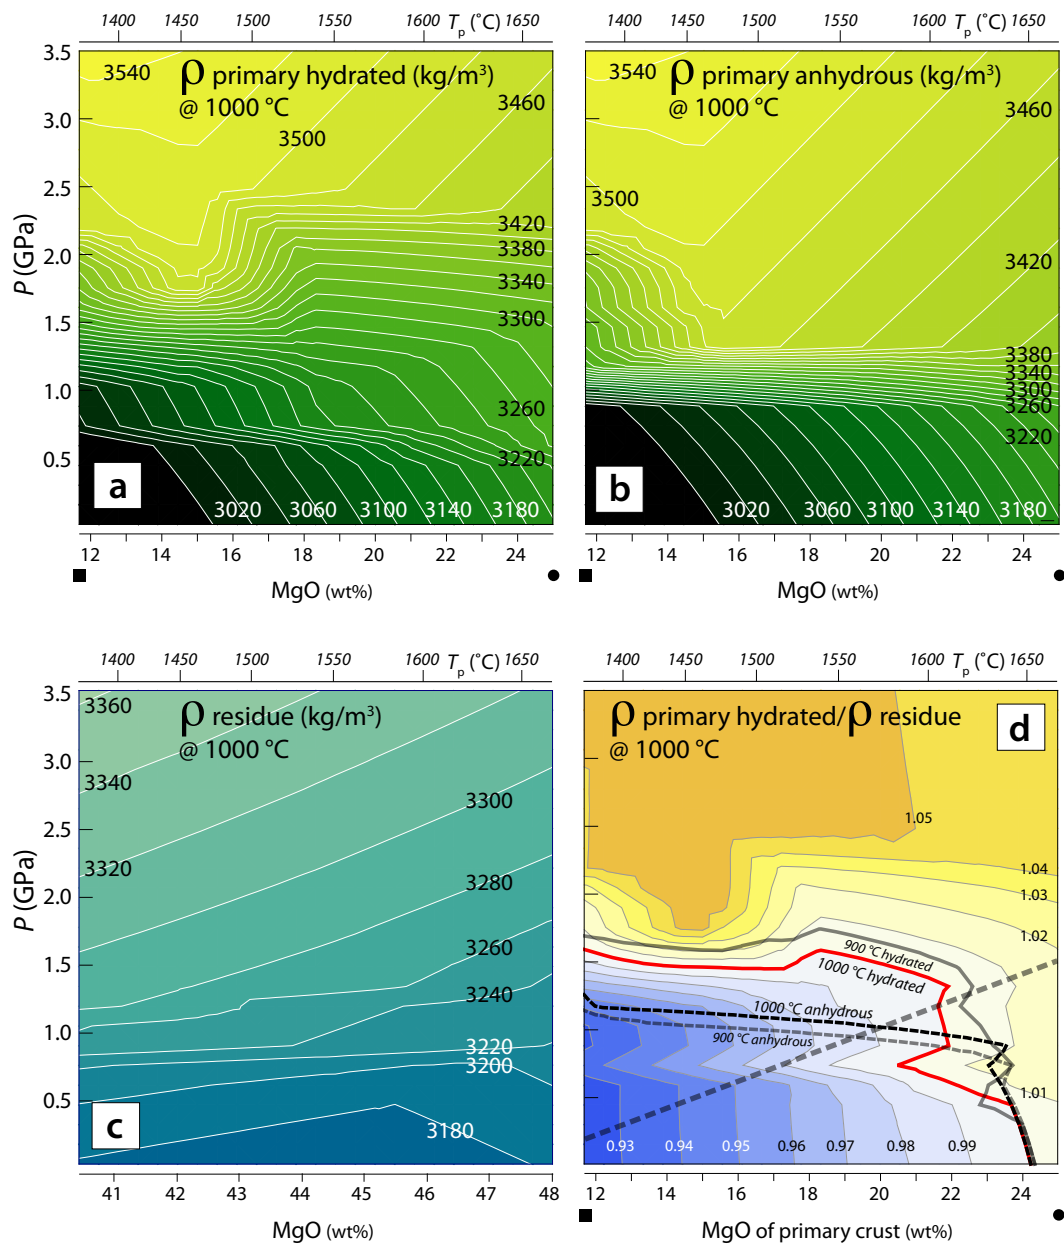 1400 1450 1500 1550 1600 Tp (°C) 1650
3.5
3.0
2.5
2.0
1.5
1.0
0.5
P (GPa)
ρ primary hydrated (kg/m³)
@ 1000 °C
3540
3460
3500
3420
3380
3340
3300
3260
3220
3020 3060 3100 3140 3180
a
12 14 16 18 20 22 24
MgO (wt%)
1400 1450 1500 1550 1600 Tp (°C) 1650
ρ primary anhydrous (kg/m³)
@ 1000 °C
3540
3460
3500
3420
3380
3340
3300
3260
3220
3020 3060 3100 3140 3180
b
12 14 16 18 20 22 24
MgO (wt%)
1400 1450 1500 1550 1600 Tp (°C) 1650
3.5
3.0
2.5
2.0
1.5
1.0
0.5
P (GPa)
ρ residue (kg/m³)
@ 1000 °C
3360
3340
3300
3320
3280
3260
3240
3220
3200
3180
c
41 42 43 44 45 46 47 48
MgO (wt%)
1400 1450 1500 1550 1600 Tp (°C) 1650
ρ primary hydrated/ρ residue
@ 1000 °C
d
1.05
1.04
1.03
1.02
900 °C hydrated
1000 °C hydrated
1000 °C anhydrous
900 °C anhydrous
1.01
0.93 0.94 0.95 0.96 0.97 0.98 0.99
12 14 16 18 20 22 24
MgO of primary crust (wt%)